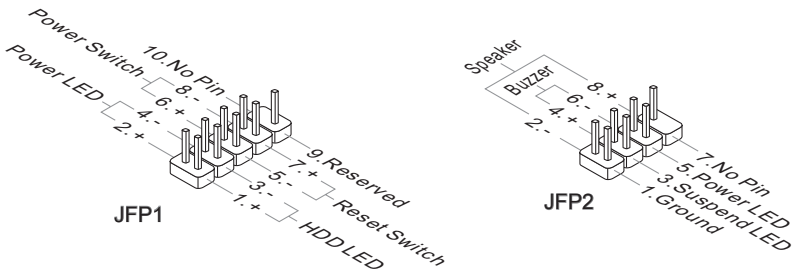 Power Switch
Power LED
10.No Pin
8.-
6.+
4.-
2.+
9.Reserved
7.+
5.-
3.-
1.+
Reset Switch
HDD LED
JFP1
Speaker
Buzzer
8.+
6.-
4.+
2.-
7.No Pin
5.Power LED
3.Suspend LED
1.Ground
JFP2